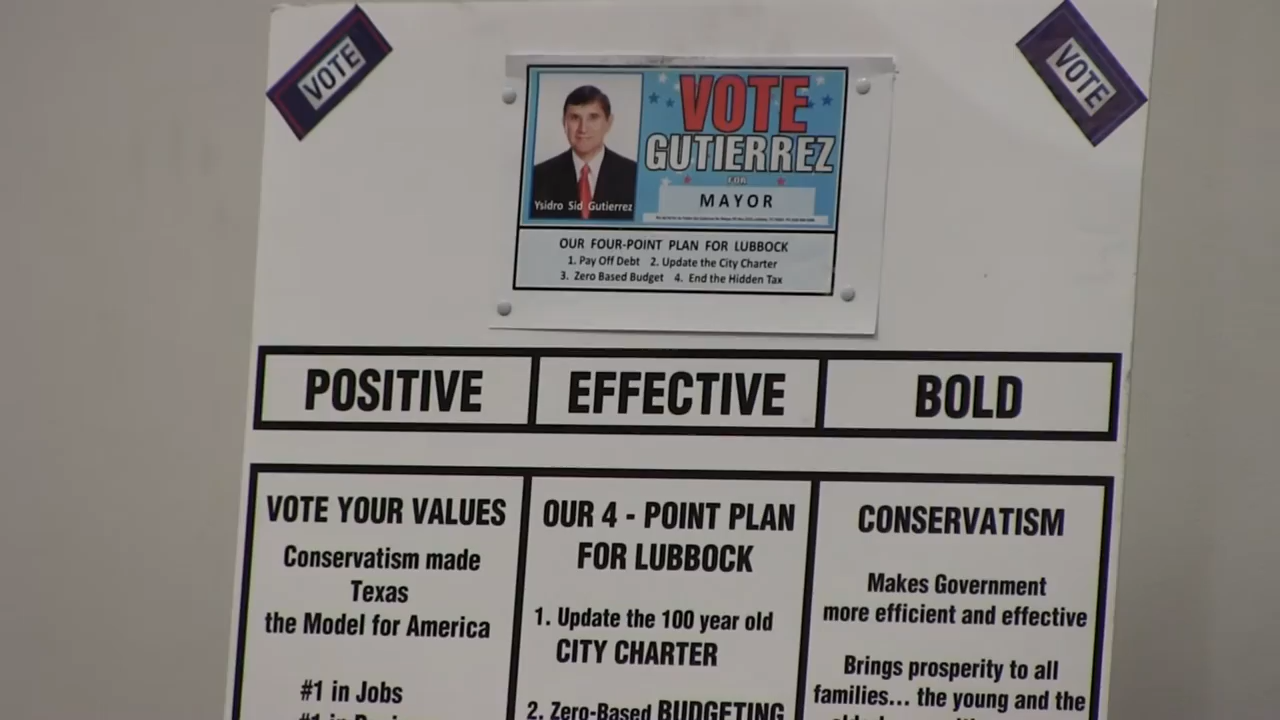 VOTE
VOTE
VOTE
GUTIERREZ
FOR
MAYOR
Ysidro Sid Gutierrez
OUR FOUR-POINT PLAN FOR LUBBOCK
1. Pay Off Debt 2. Update the City Charter
3. Zero Based Budget 4. End the Hidden Tax
POSITIVE
EFFECTIVE
BOLD
VOTE YOUR VALUES
Conservatism made
Texas
the Model for America
#1 in Jobs
#1 in
OUR 4 - POINT PLAN
FOR LUBBOCK
1. Update the 100 year old
CITY CHARTER
2. Zero-Based BUDGETING
CONSERVATISM
Makes Government
more efficient and effective
Brings prosperity to all
families... the young and the